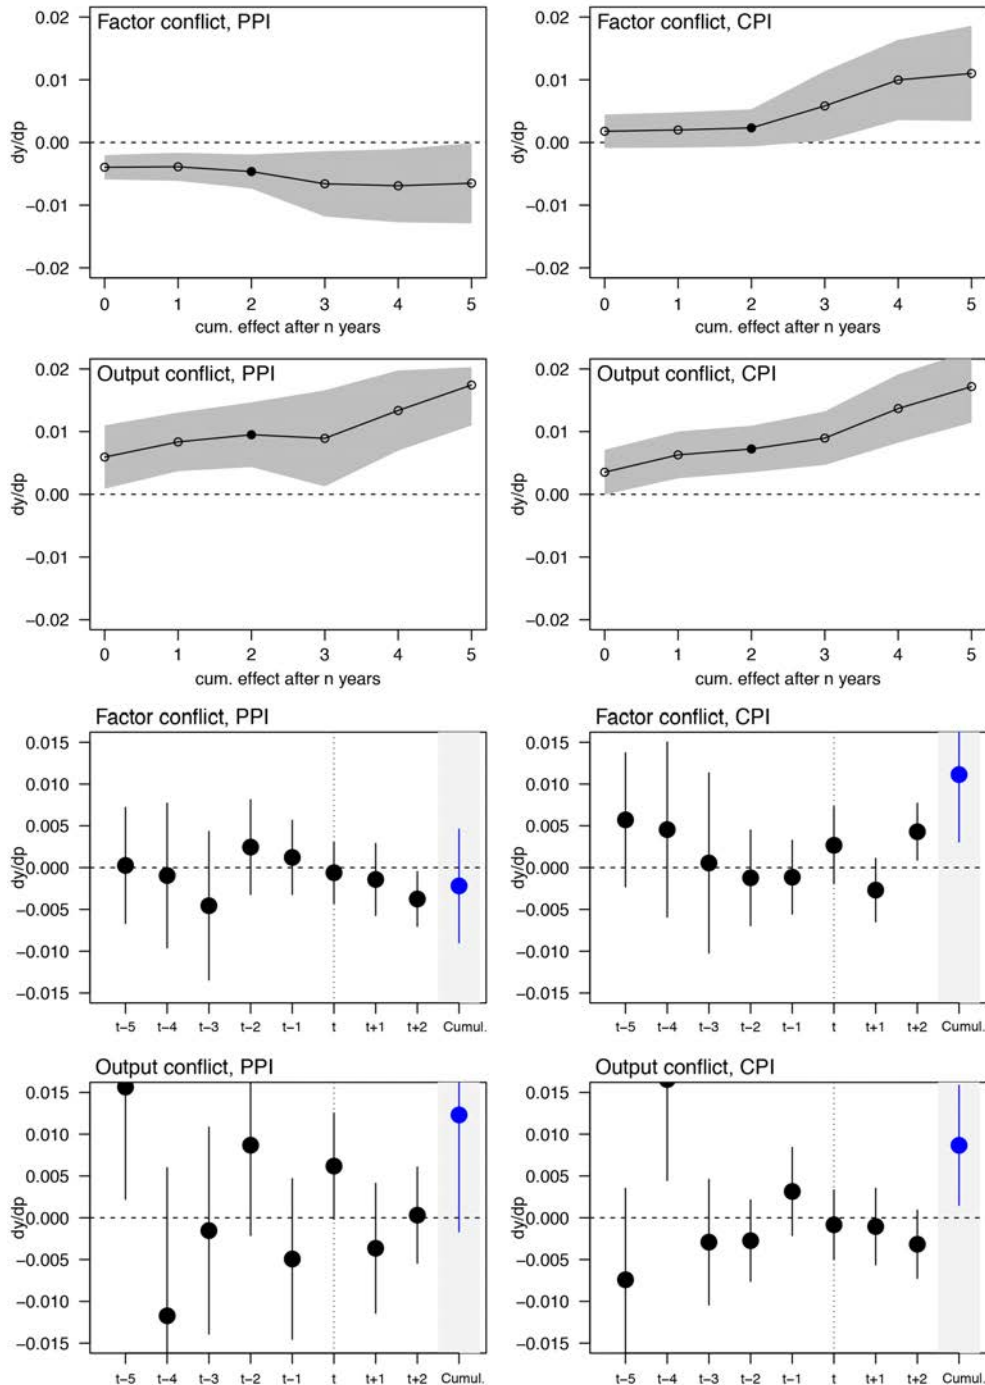 Factor conflict, PPI
0.02
0.01
0.00
−0.01
−0.02
dy/dp
0 1 2 3 4 5
cum. effect after n years
Factor conflict, CPI
0.02
0.01
0.00
−0.01
−0.02
dy/dp
0 1 2 3 4 5
cum. effect after n years
Output conflict, PPI
0.02
0.01
0.00
−0.01
−0.02
dy/dp
0 1 2 3 4 5
cum. effect after n years
Output conflict, CPI
0.02
0.01
0.00
−0.01
−0.02
dy/dp
0 1 2 3 4 5
cum. effect after n years
Factor conflict, PPI
0.015
0.010
0.005
0.000
−0.005
−0.010
−0.015
dy/dp
t−5 t−4 t−3 t−2 t−1 t t+1 t+2 Cumul.
Factor conflict, CPI
0.015
0.010
0.005
0.000
−0.005
−0.010
−0.015
dy/dp
t−5 t−4 t−3 t−2 t−1 t t+1 t+2 Cumul.
Output conflict, PPI
0.015
0.010
0.005
0.000
−0.005
−0.010
−0.015
dy/dp
t−5 t−4 t−3 t−2 t−1 t t+1 t+2 Cumul.
Output conflict, CPI
0.015
0.010
0.005
0.000
−0.005
−0.010
−0.015
dy/dp
t−5 t−4 t−3 t−2 t−1 t t+1 t+2 Cumul.